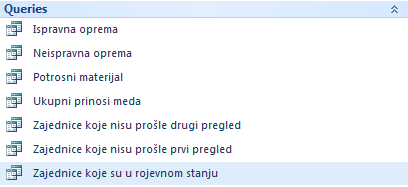 Queries
Ispravna oprema
Neispravna oprema
Potrosni materijal
Ukupni prinosi meda
Zajednice koje nisu prošle drugi pregled
Zajednice koje nisu prošle prvi pregled
Zajednice koje su u rojevnom stanju